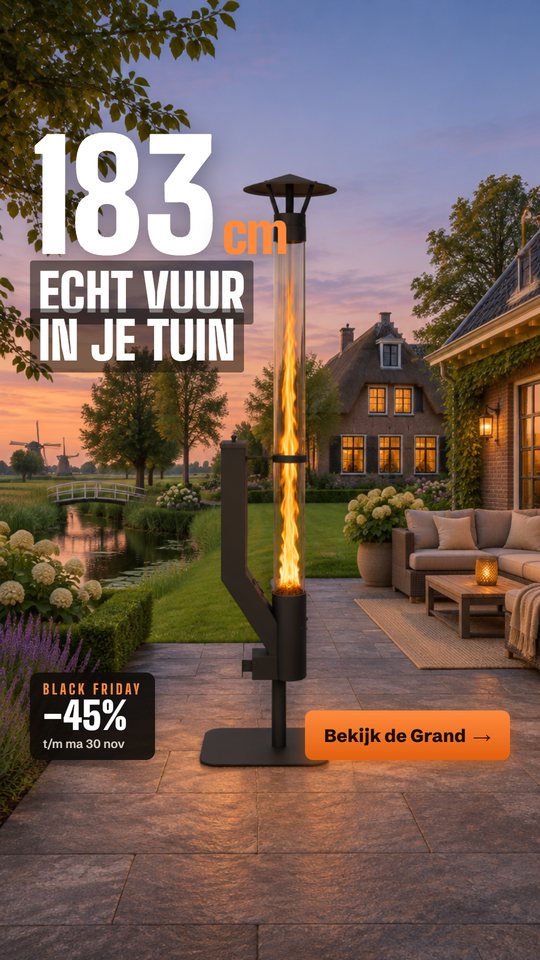 183 cm
ECHT VUUR
IN JE TUIN
BLACK FRIDAY
–45%
t/m ma 30 nov
Bekijk de Grand →